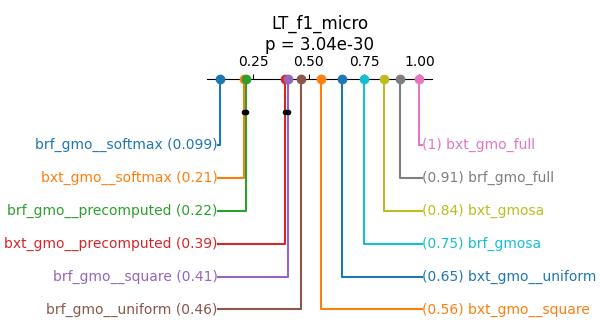 LT_f1_micro
p = 3.04e-30
0.25 0.50 0.75 1.00
brf_gmo__softmax (0.099)
(1) bxt_gmo_full
bxt_gmo__softmax (0.21)
(0.91) brf_gmo_full
brf_gmo__precomputed (0.22)
(0.84) bxt_gmosa
bxt_gmo__precomputed (0.39)
(0.75) brf_gmosa
brf_gmo__square (0.41)
(0.65) bxt_gmo__uniform
brf_gmo__uniform (0.46)
(0.56) bxt_gmo__square